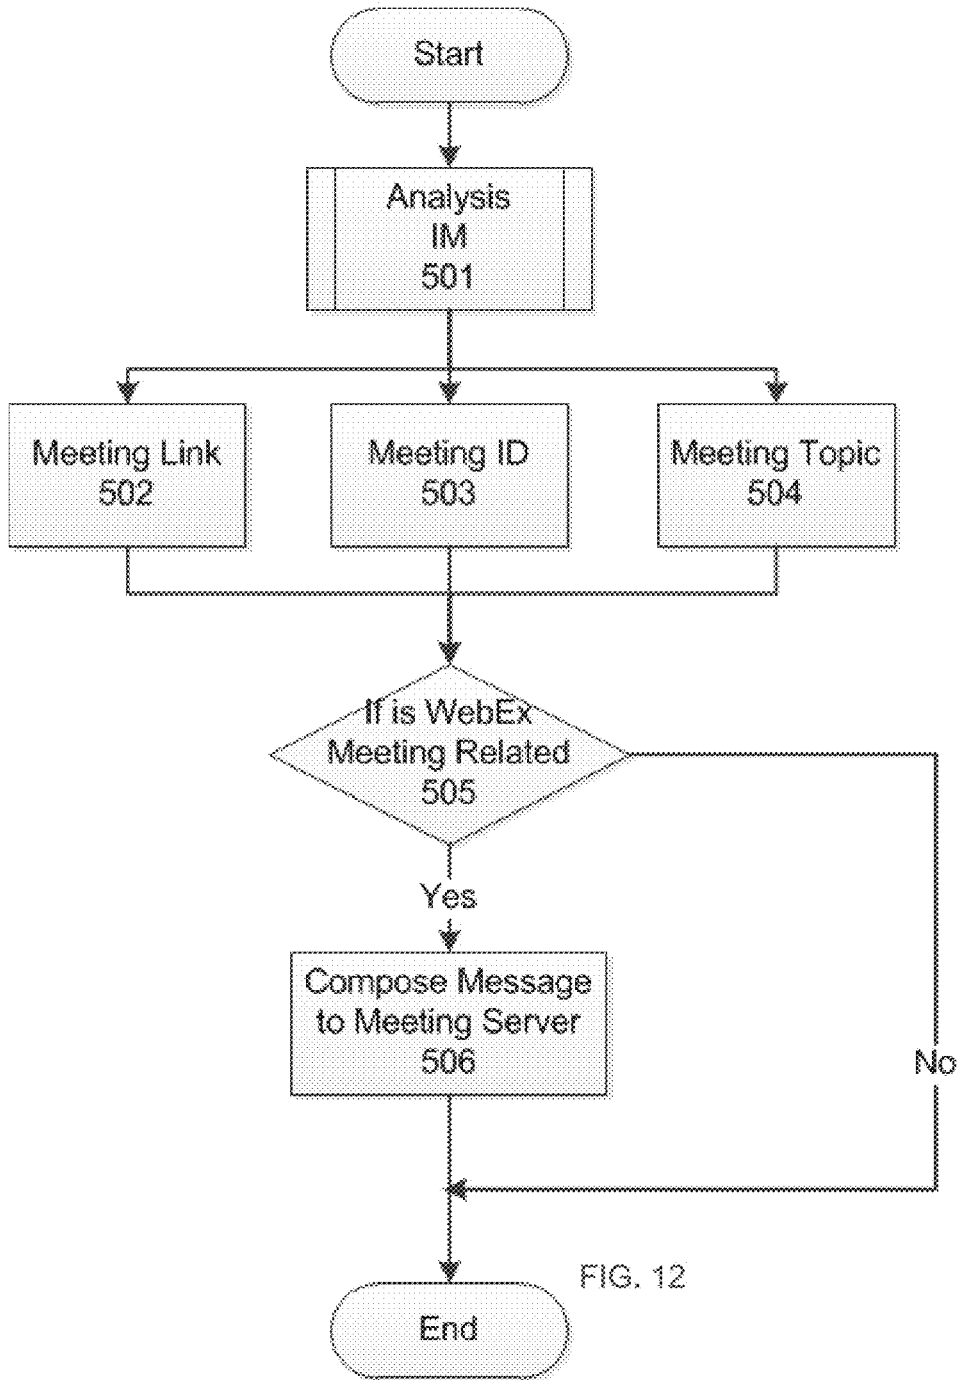 Start
Analysis
IM
501
Meeting Link
502
Meeting ID
503
Meeting Topic
504
If is WebEx
Meeting Related
505
Yes
Compose Message
to Meeting Server
506
No
FIG. 12
End